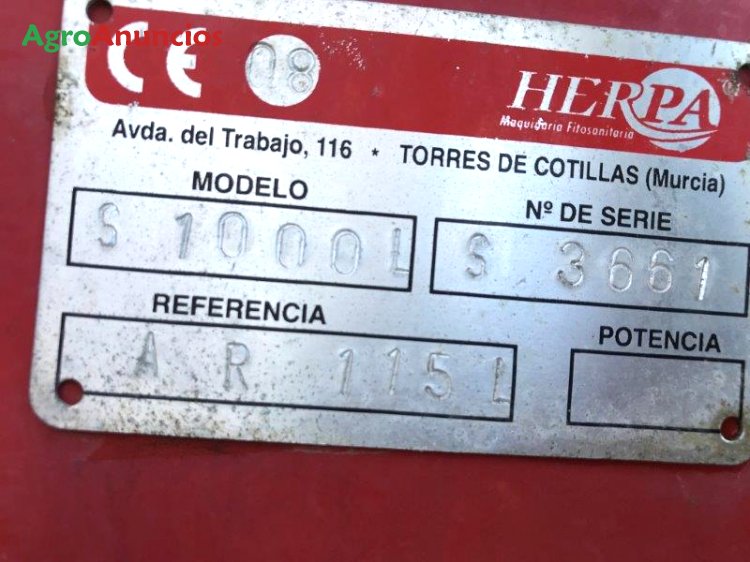 AgroAnuncios
CE 08
HERPA
Maquinaria Fitosanitaria
Avda. del Trabajo, 116 * TORRES DE COTILLAS (Murcia)
MODELO Nº DE SERIE
S 1000L S 3661
REFERENCIA POTENCIA
AR 115L